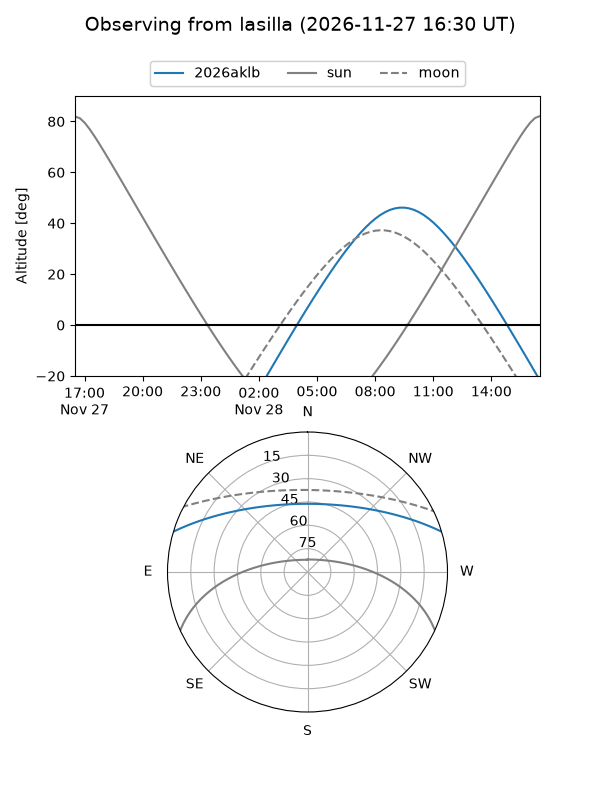 Observing from lasilla (2026-11-27 16:30 UT)
2026aklb sun moon
Altitude [deg]
80
60
40
20
0
−20
17:00 20:00 23:00 02:00 05:00 08:00 11:00 14:00
Nov 27 Nov 28
N
NE NW
15
30
45
60
75
E W
SE SW
S